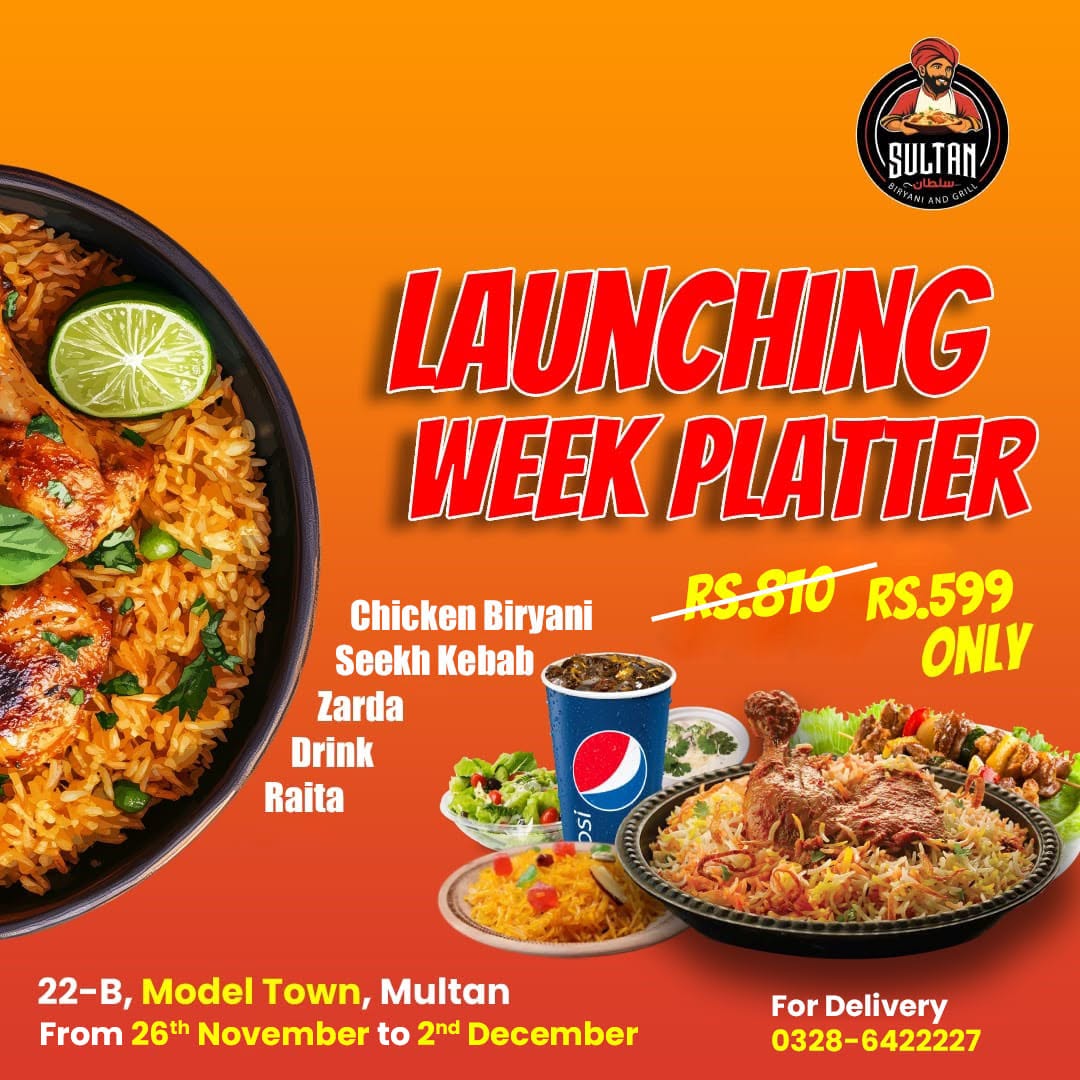 SULTAN
سلطان
BIRYANI AND GRILL
LAUNCHING
WEEK PLATTER
RS.810 RS.599
ONLY
Chicken Biryani
Seekh Kebab
Zarda
Drink
Raita
22-B, Model Town, Multan
From 26th November to 2nd December
For Delivery
0328-6422227